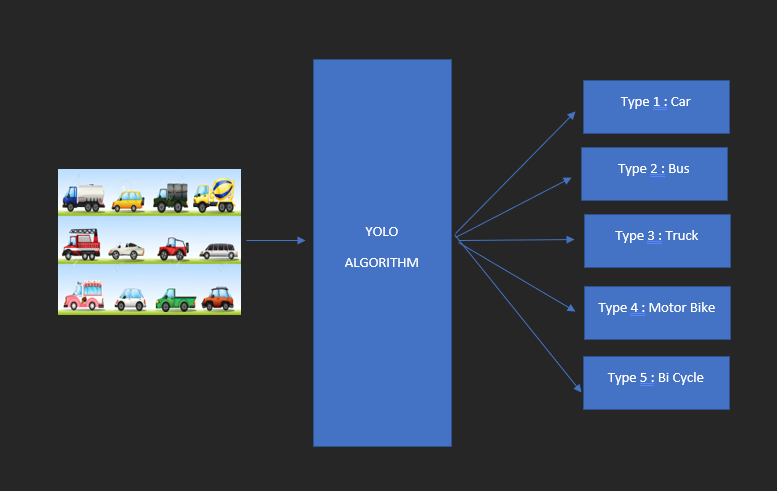 YOLO
ALGORITHM
Type 1 : Car
Type 2 : Bus
Type 3 : Truck
Type 4 : Motor Bike
Type 5 : Bi Cycle